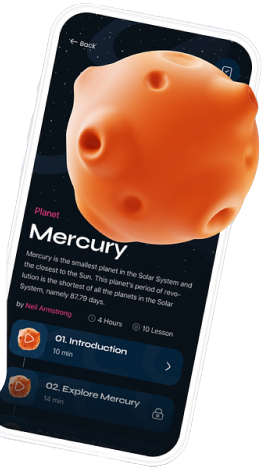 ← Back
Planet
Mercury
Mercury is the smallest planet in the Solar System and
the closest to the Sun. This planet's period of revo-
lution is the shortest of all the planets in the Solar
System, namely 87.79 days.
by Neil Armstrong
4 Hours
10 Lesson
01. Introduction
10 min
02. Explore Mercury
14 min